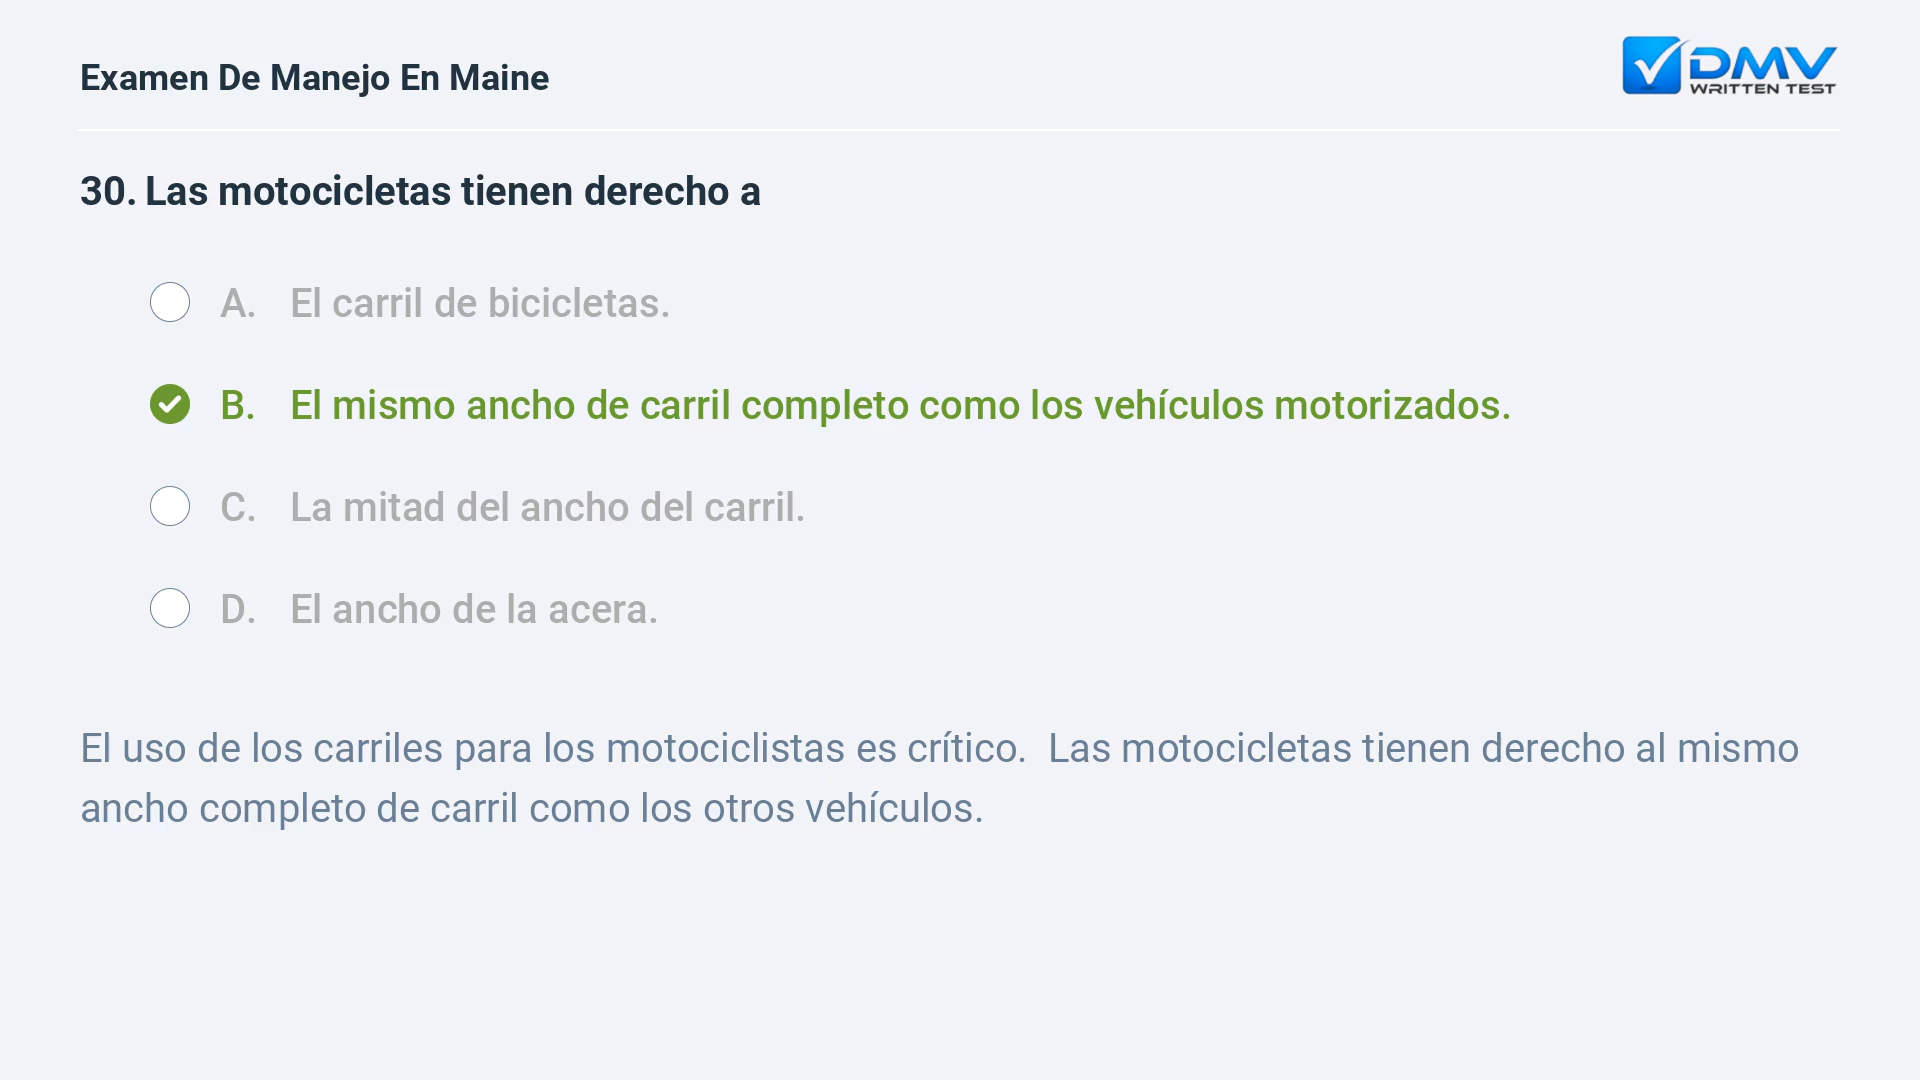 Examen De Manejo En Maine
DMV
WRITTEN TEST
30. Las motocicletas tienen derecho a
A. El carril de bicicletas.
B. El mismo ancho de carril completo como los vehículos motorizados.
C. La mitad del ancho del carril.
D. El ancho de la acera.
El uso de los carriles para los motociclistas es crítico.  Las motocicletas tienen derecho al mismo
ancho completo de carril como los otros vehículos.